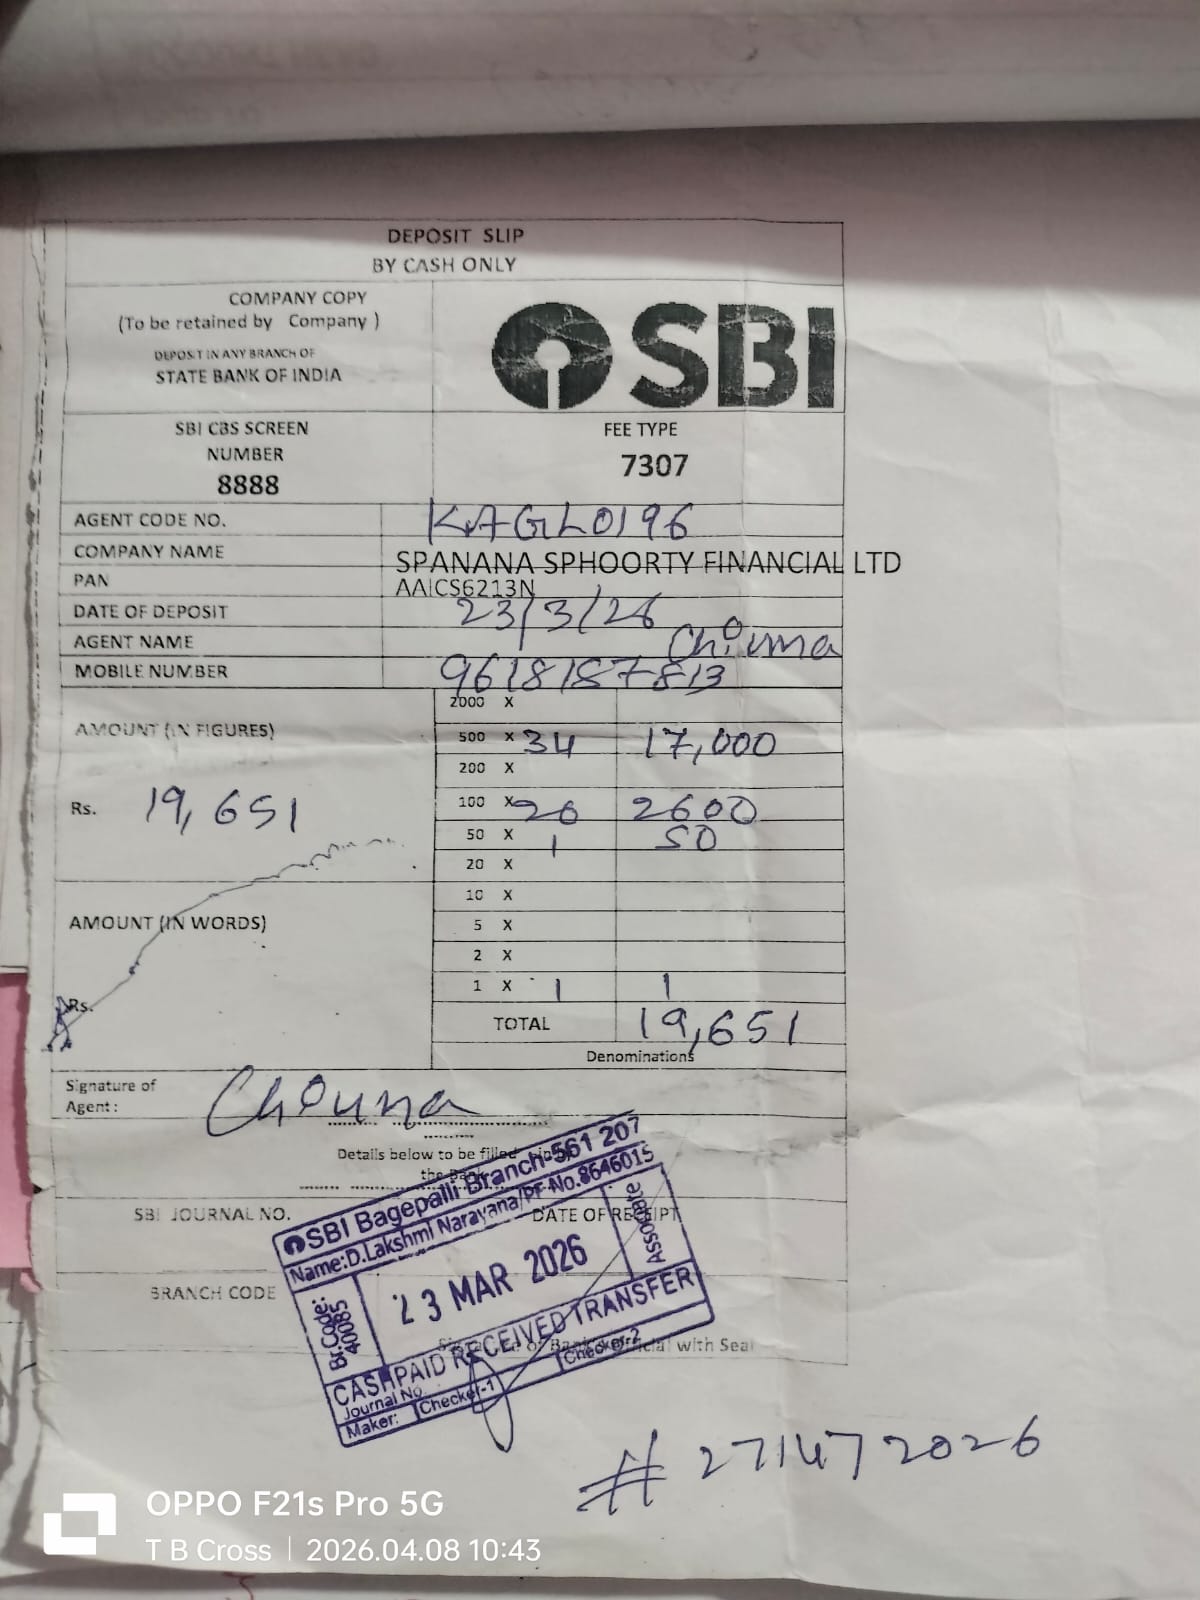 DEPOSIT SLIP
BY CASH ONLY
COMPANY COPY
(To be retained by Company )
DEPOSIT IN ANY BRANCH OF
STATE BANK OF INDIA
SBI
SBI CBS SCREEN
NUMBER
8888
FEE TYPE
7307
AGENT CODE NO. KAGL0196
COMPANY NAME SPANANA SPHOORTY FINANCIAL LTD
PAN AAICS6213N
DATE OF DEPOSIT 23/3/26
AGENT NAME
MOBILE NUMBER 9618187813
AMOUNT (IN FIGURES)
Rs. 19,651
2000 X
500 X 34 17,000
200 X
100 X 26 2600
50 X 1 50
20 X
10 X
5 X
2 X
1 X 1 1
TOTAL 19,651
Denominations
AMOUNT (IN WORDS)
Rs.
Signature of
Agent :
Details below to be filled in by
the Bank
SBI JOURNAL NO.
DATE OF RECEIPT
BRANCH CODE
Signature of Bank Official with Seal
SBI Bagepalli Branch-561 207
Name:D.Lakshmi Narayana/PF No.8646015
Associate
Br.Code:
40085
23 MAR 2026
CASH PAID RECEIVED TRANSFER
Journal No.
Maker: Checker-1 Checker-2
# 271472026
OPPO F21s Pro 5G
T B Cross | 2026.04.08 10:43